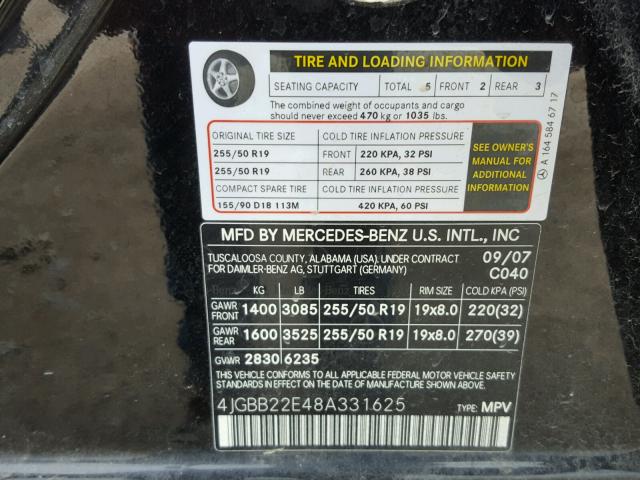 TIRE AND LOADING INFORMATION
SEATING CAPACITY TOTAL 5 FRONT 2 REAR 3
The combined weight of occupants and cargo
should never exceed 470 kg or 1035 lbs.
ORIGINAL TIRE SIZE COLD TIRE INFLATION PRESSURE
255/50 R19 FRONT 220 KPA, 32 PSI
255/50 R19 REAR 260 KPA, 38 PSI
COMPACT SPARE TIRE COLD TIRE INFLATION PRESSURE
155/90 D18 113M 420 KPA, 60 PSI
SEE OWNER'S
MANUAL FOR
ADDITIONAL
INFORMATION
A 164 584 67 17
MFD BY MERCEDES-BENZ U.S. INTL., INC
TUSCALOOSA COUNTY, ALABAMA (USA). UNDER CONTRACT
FOR DAIMLER-BENZ AG, STUTTGART (GERMANY)
09/07
C040
KG LB TIRES RIM SIZE COLD KPA (PSI)
GAWR FRONT 1400 3085 255/50 R19 19x8.0 220(32)
GAWR REAR 1600 3525 255/50 R19 19x8.0 270(39)
GVWR 2830 6235
THIS VEHICLE CONFORMS TO ALL APPLICABLE FEDERAL MOTOR VEHICLE SAFETY
STANDARDS IN EFFECT ON THE DATE OF MANUFACTURE SHOWN ABOVE.
4JGBB22E48A331625 TYPE: MPV